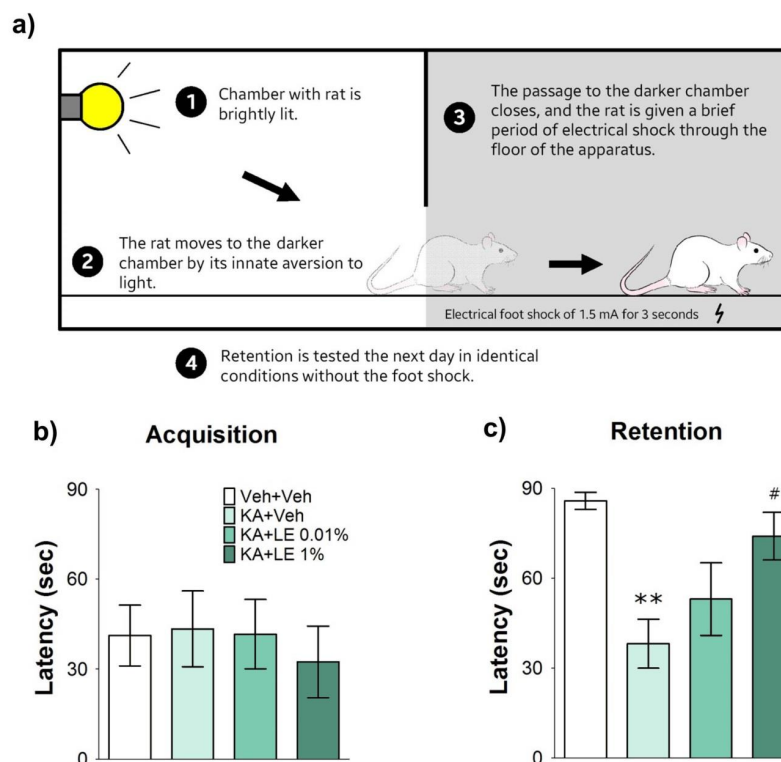 a)
1 Chamber with rat is
brightly lit.
2 The rat moves to the darker
chamber by its innate aversion to
light.
3 The passage to the darker chamber
closes, and the rat is given a brief
period of electrical shock through the
floor of the apparatus.
Electrical foot shock of 1.5 mA for 3 seconds
4 Retention is tested the next day in identical
conditions without the foot shock.
b)
Acquisition
Latency (sec)
90
60
30
0
Veh+Veh
KA+Veh
KA+LE 0.01%
KA+LE 1%
c)
Retention
Latency (sec)
90
60
30
0
**
#